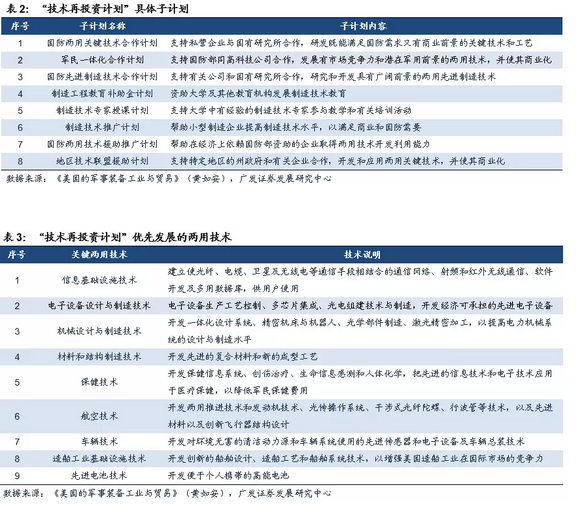 表 2：“技术再投资计划”具体子计划
序号 子计划名称 子计划内容
1 国防两用关键技术合作计划 支持私营企业与国有研究所合作，研发既能满足国防需求又有商业前景的关键技术和工艺
2 军民一体化合作计划 支持国防部同高科技公司合作，发展有市场竞争力和潜在军用前景的两用技术，并使其商业化
3 国防先进制造技术合作计划 支持有关公司和国有研究所合作，研究和开发具有广阔前景的两用先进制造技术
4 制造工程教育补助金计划 资助大学及其他教育机构发展制造技术教育
5 制造技术专家授课计划 支持大学中有经验的制造技术专家参与教学和有关培训活动
6 制造技术推广计划 帮助小型制造企业提高制造技术水平，以满足商业和国防需要
7 国防两用技术援助推广计划 帮助在经济上依赖国防部资助的企业取得两用技术开发利用能力
8 地区技术联盟援助计划 支持特定地区的州政府和有关企业合作，开发和应用两用关键技术，并使其商业化
数据来源：《美国的军事装备工业与贸易》（黄如安），广发证券发展研究中心
表 3：“技术再投资计划”优先发展的两用技术
序号 关键两用技术 技术说明
1 信息基础设施技术 建立使光纤、电缆、卫星及无线电等通信手段相结合的通信网络、射频和红外无线通信、软件
开发及多用数据库，供用户使用
2 电子设备设计与制造技术 电子设备生产工艺控制、多芯片集成、光电组建技术与制造，开发经济可承担的先进电子设备
3 机械设计与制造技术 开发一体化设计系统、精密机床与机器人、光学部件制造、激光精密加工，以提高电力机械系
统的设计与制造水平
4 材料和结构制造技术 开发先进的复合材料和新的成型工艺
5 保健技术 开发保健信息系统、创伤治疗、生命信息感测和人体化学，把先进的信息技术和电子技术应用
于医疗保健，以降低军民保健费用
6 航空技术 开发两用推进技术和发动机技术、光传操作系统、干涉式光纤陀螺、行波管等技术，以及先进
材料以及创新飞行器结构设计
7 车辆技术 开发对环境无害的清洁动力源和车辆系统使用的先进传感器和电子设备及车辆总装技术
8 造船工业基础设施技术 开发创新的船舶设计、造船工艺和船舶系统技术，以增强美国造船工业在国际市场的竞争力
9 先进电池技术 开发便于个人携带的高能电池
数据来源：《美国的军事装备工业与贸易》（黄如安），广发证券发展研究中心